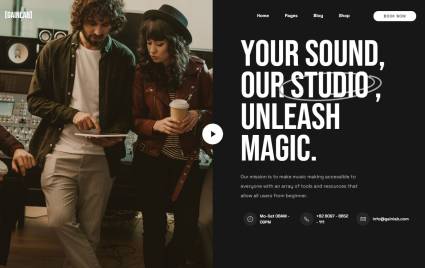 [GAINLAB]
Home Pages Blog Shop BOOK NOW
YOUR SOUND,
OUR STUDIO ,
UNLEASH
MAGIC.
Our mission is to make music making accessible to
everyone with an array of tools and resources that
allow all users from beginner.
Mo-Sat 08AM -
09PM
+62 8097 - 8862
- 111
info@gainlab.com